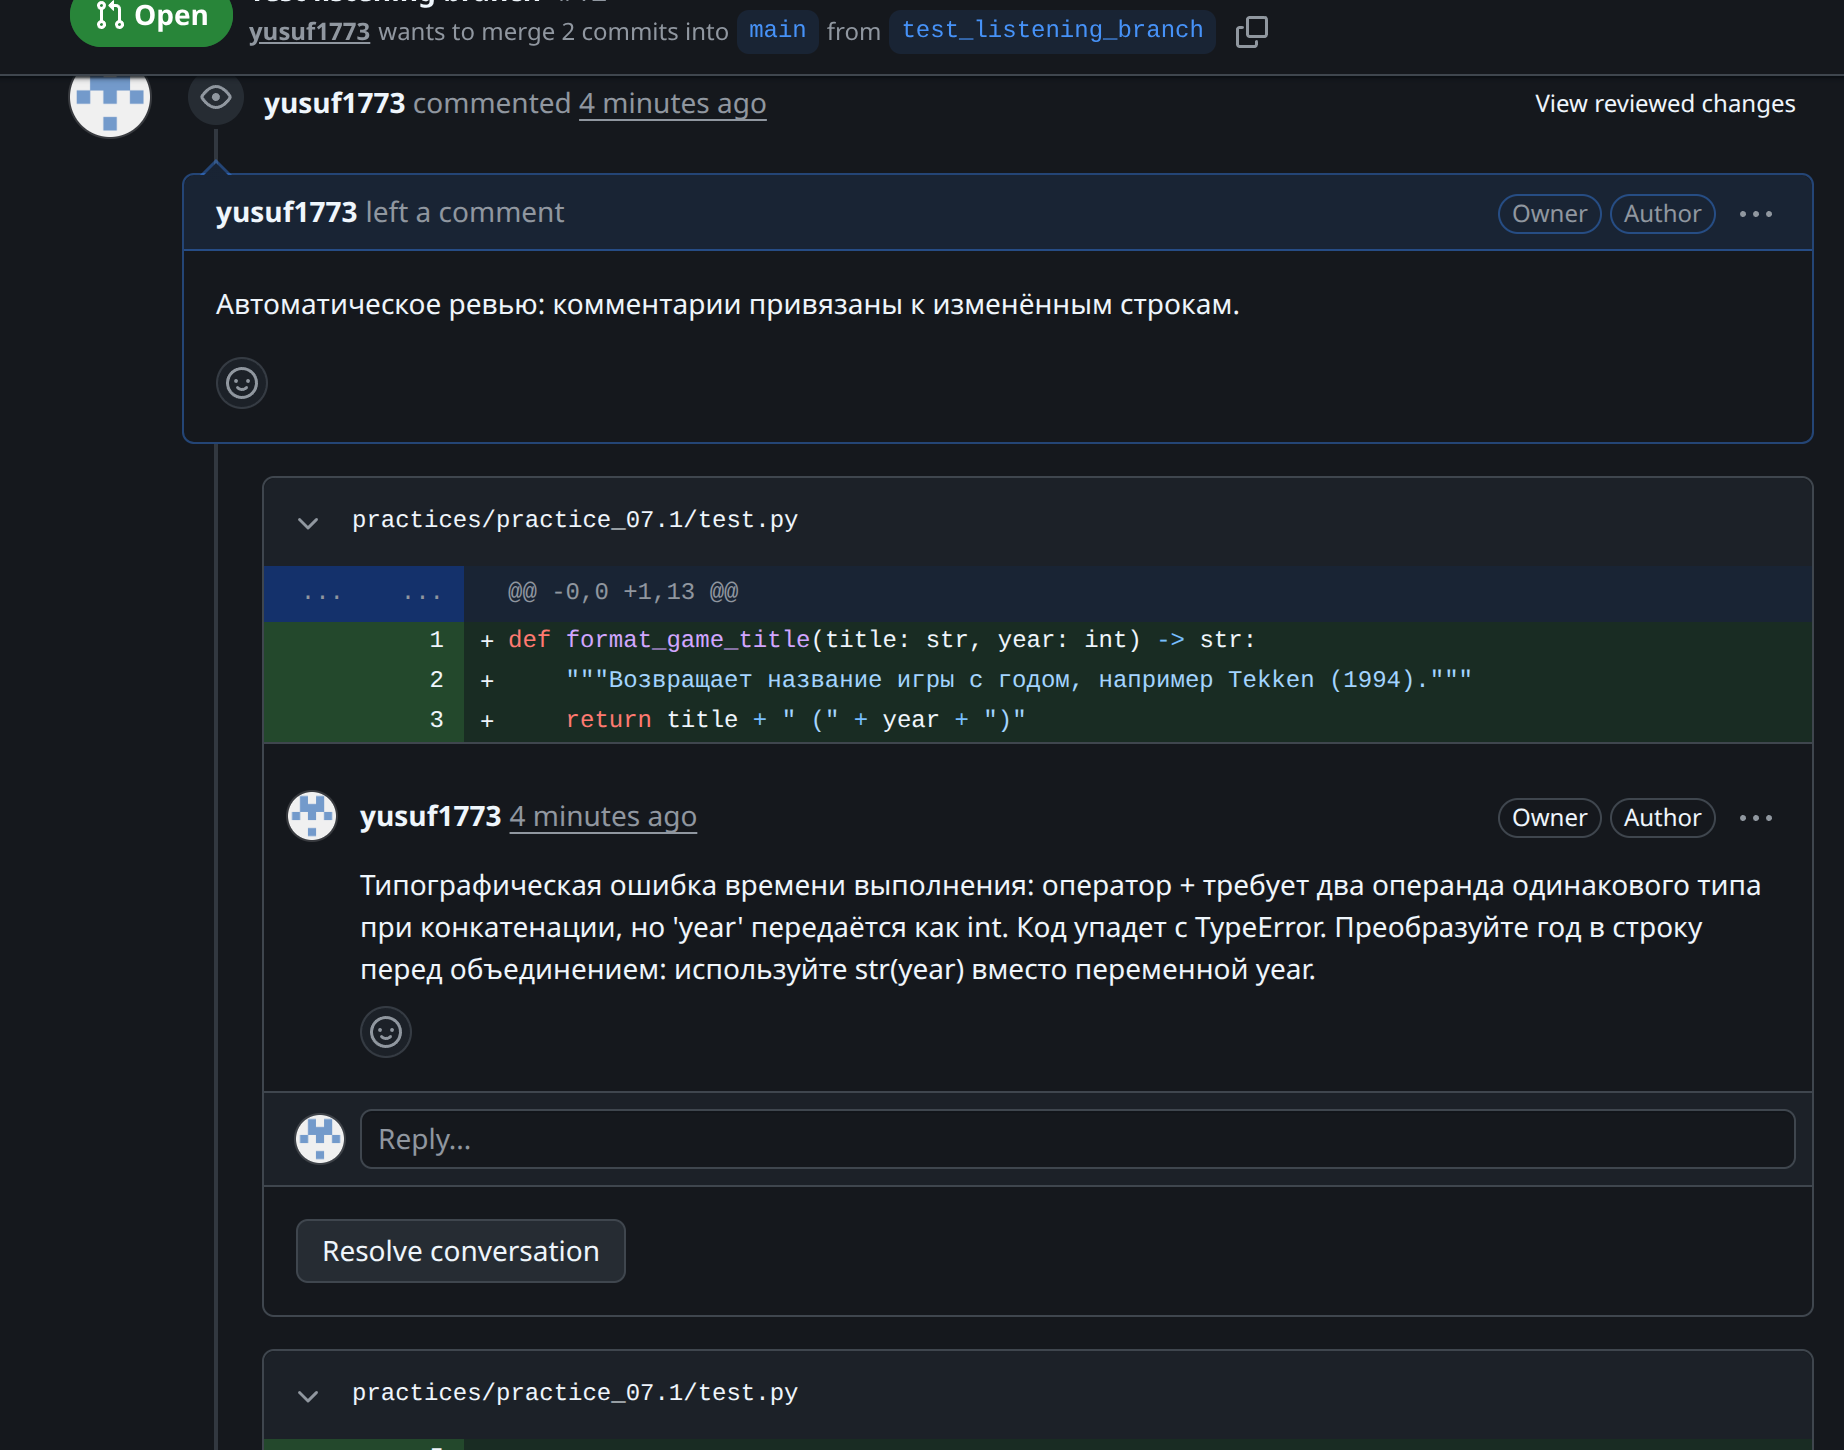 Open
yusuf1773 wants to merge 2 commits into main from test_listening_branch
yusuf1773 commented 4 minutes ago
View reviewed changes
yusuf1773 left a comment
Owner Author ...
Автоматическое ревью: комментарии привязаны к изменённым строкам.
practices/practice_07.1/test.py
... ... @@ -0,0 +1,13 @@
1 + def format_game_title(title: str, year: int) -> str:
2 + """Возвращает название игры с годом, например Tekken (1994)."""
3 + return title + " (" + year + ")"
yusuf1773 4 minutes ago
Owner Author ...
Типографическая ошибка времени выполнения: оператор + требует два операнда одинакового типа
при конкатенации, но 'year' передаётся как int. Код упадет с TypeError. Преобразуйте год в строку
перед объединением: используйте str(year) вместо переменной year.
Reply...
Resolve conversation
practices/practice_07.1/test.py